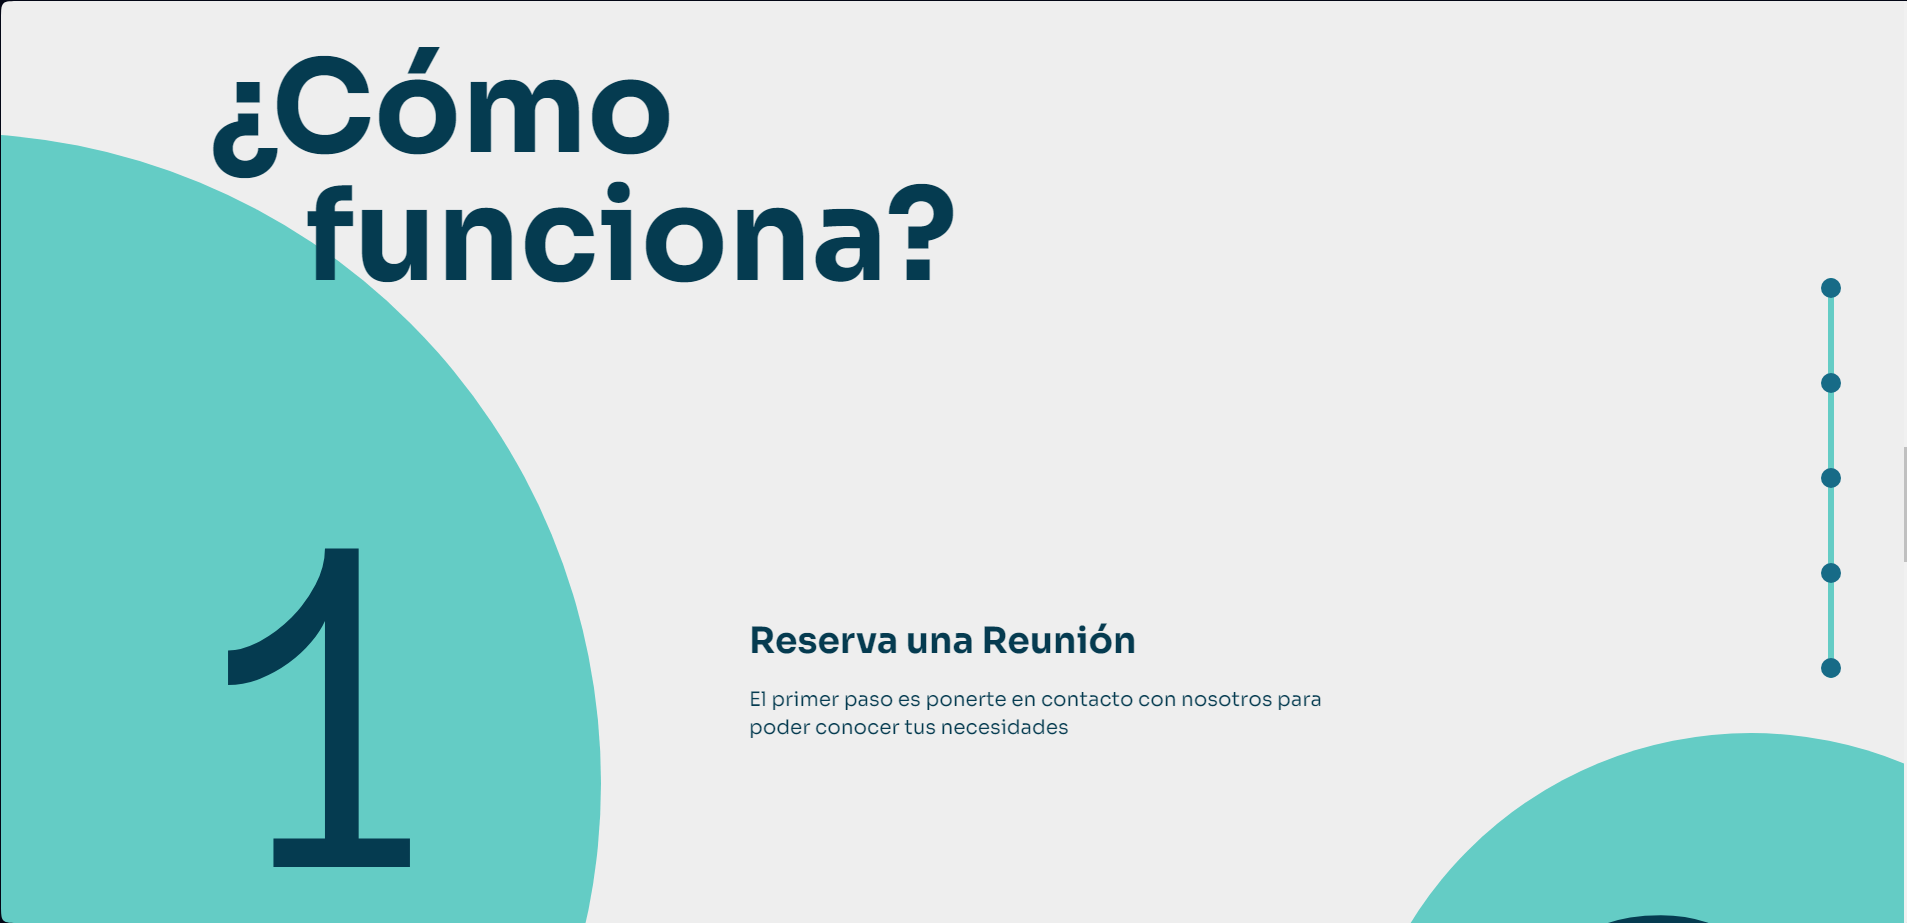 ¿Cómo
funciona?
1
Reserva una Reunión
El primer paso es ponerte en contacto con nosotros para
poder conocer tus necesidades